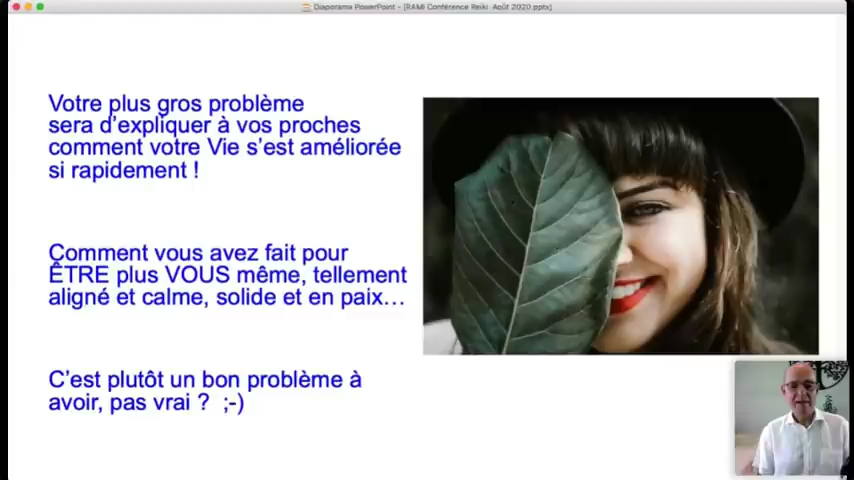 Diaporama PowerPoint - [RAMI Conférence Reiki Août 2020.pptx]
Votre plus gros problème
sera d'expliquer à vos proches
comment votre Vie s'est améliorée
si rapidement !
Comment vous avez fait pour
ÊTRE plus VOUS même, tellement
aligné et calme, solide et en paix…
C'est plutôt un bon problème à
avoir, pas vrai ? ;-)